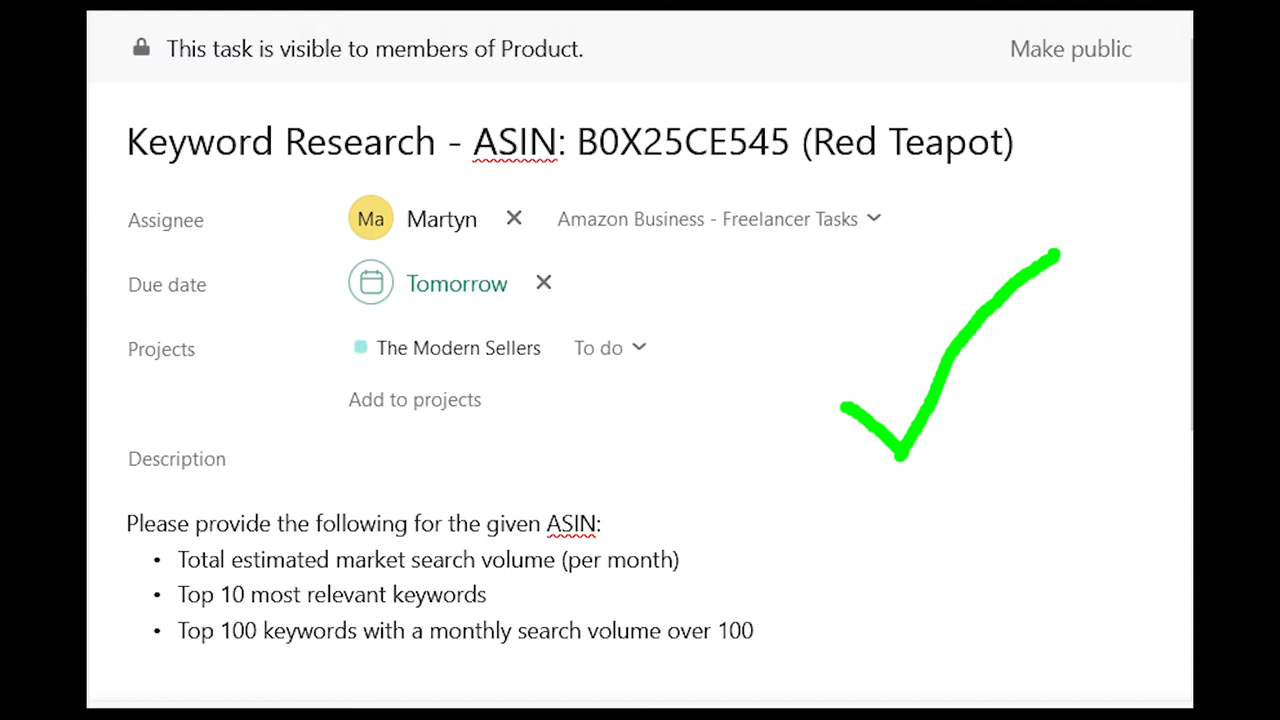 This task is visible to members of Product. Make public
Keyword Research - ASIN: B0X25CE545 (Red Teapot)
Assignee Ma Martyn Amazon Business - Freelancer Tasks
Due date Tomorrow
Projects The Modern Sellers To do
Add to projects
Description
Please provide the following for the given ASIN:
• Total estimated market search volume (per month)
• Top 10 most relevant keywords
• Top 100 keywords with a monthly search volume over 100